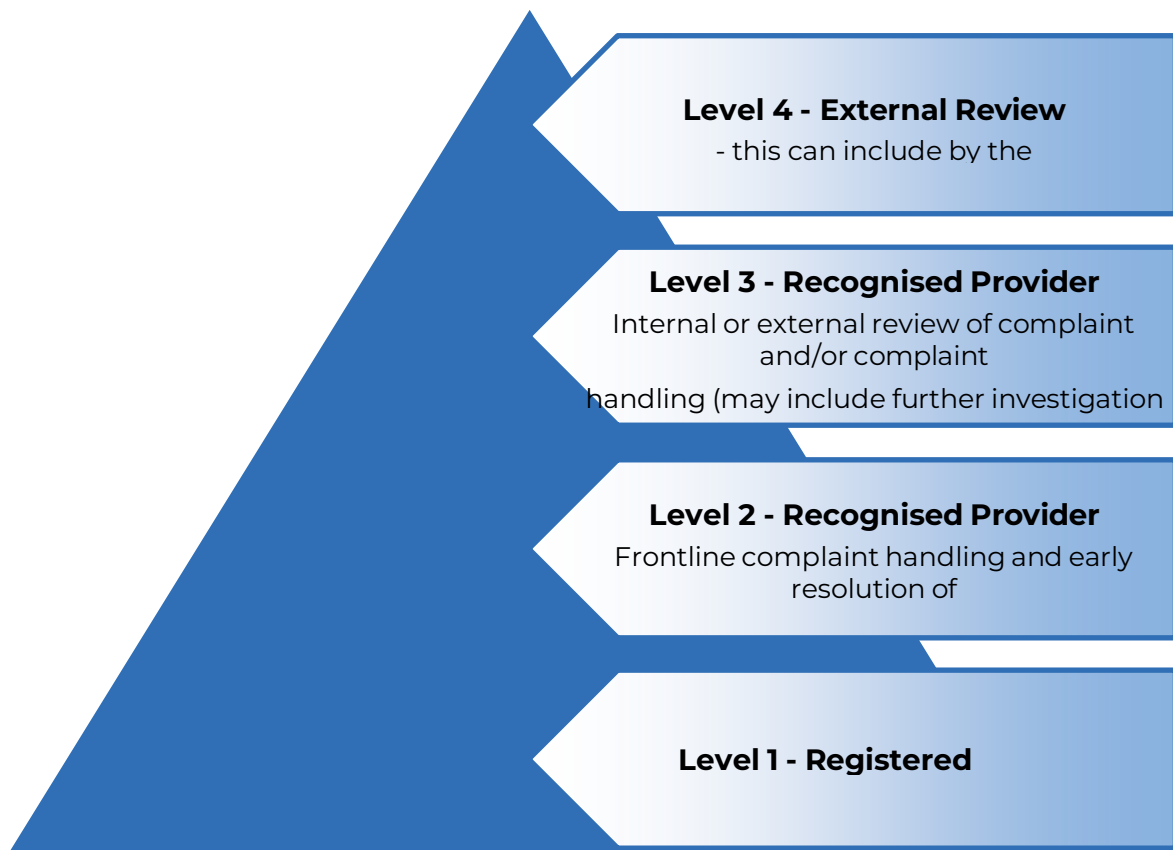 Level 4 - External Review
- this can include by the
Level 3 - Recognised Provider
Internal or external review of complaint
and/or complaint
handling (may include further investigation
Level 2 - Recognised Provider
Frontline complaint handling and early
resolution of
Level 1 - Registered